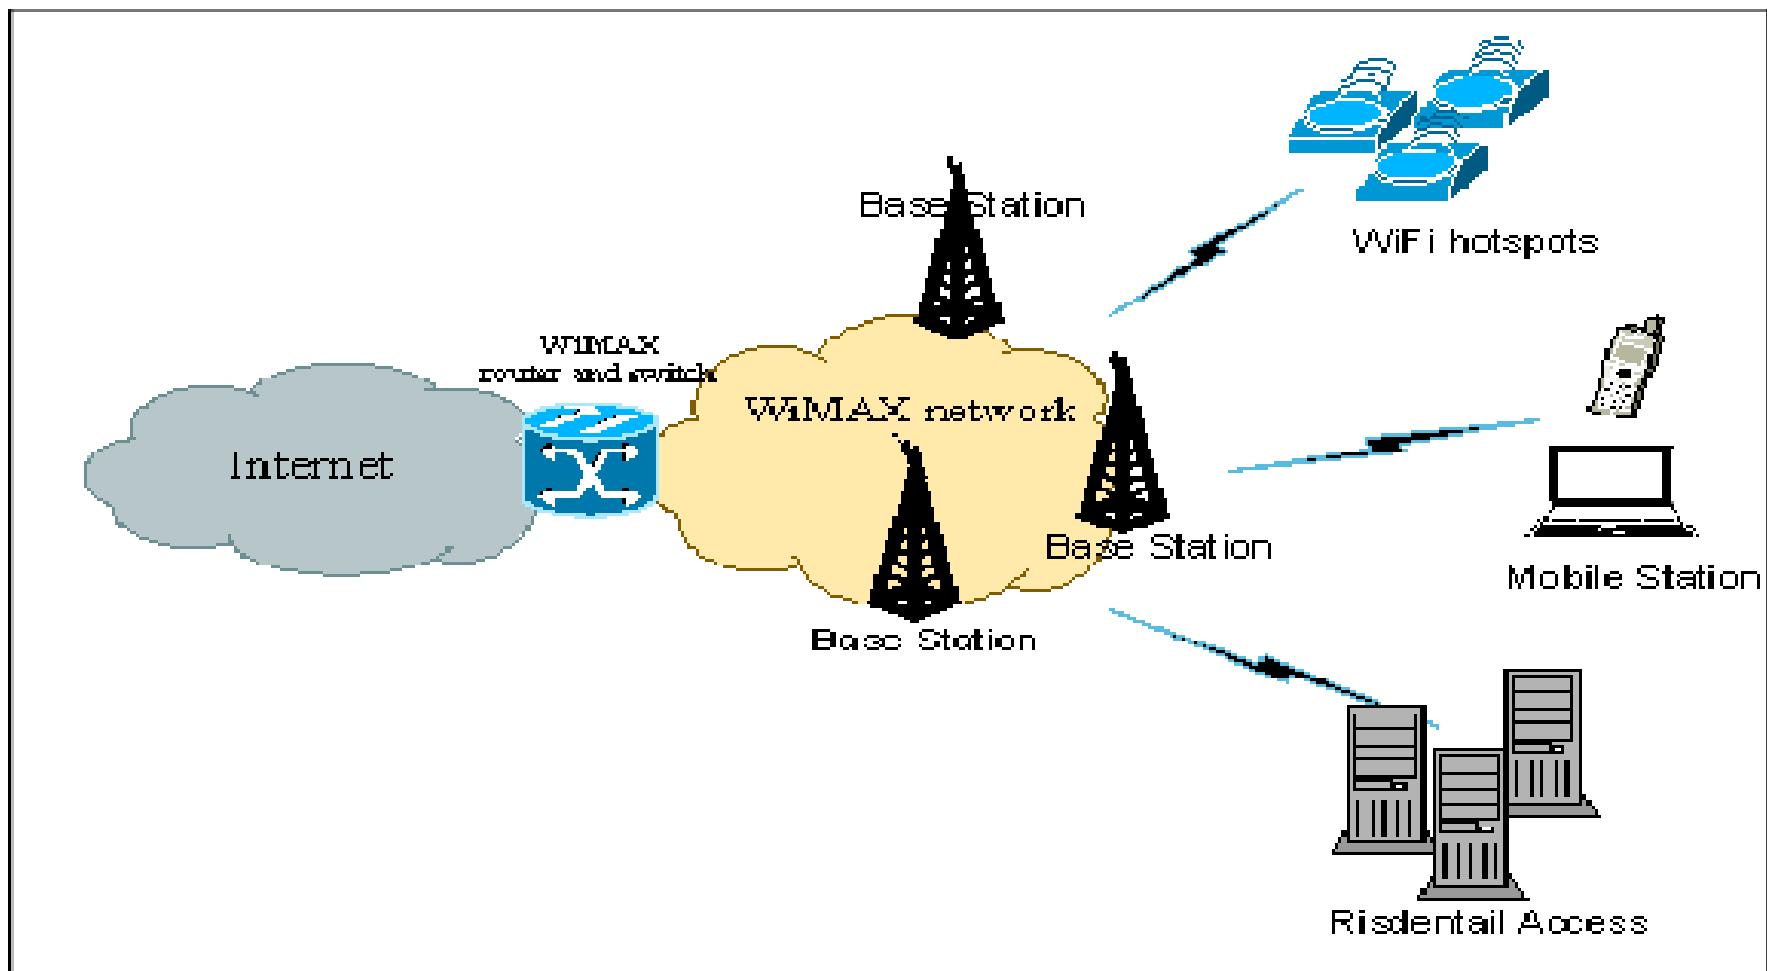 Base Station
WiFi hotspots
WiMAX
router and switch
WiMAX network
Internet
Base Station
Mobile Station
Base Station
Risdentail Access